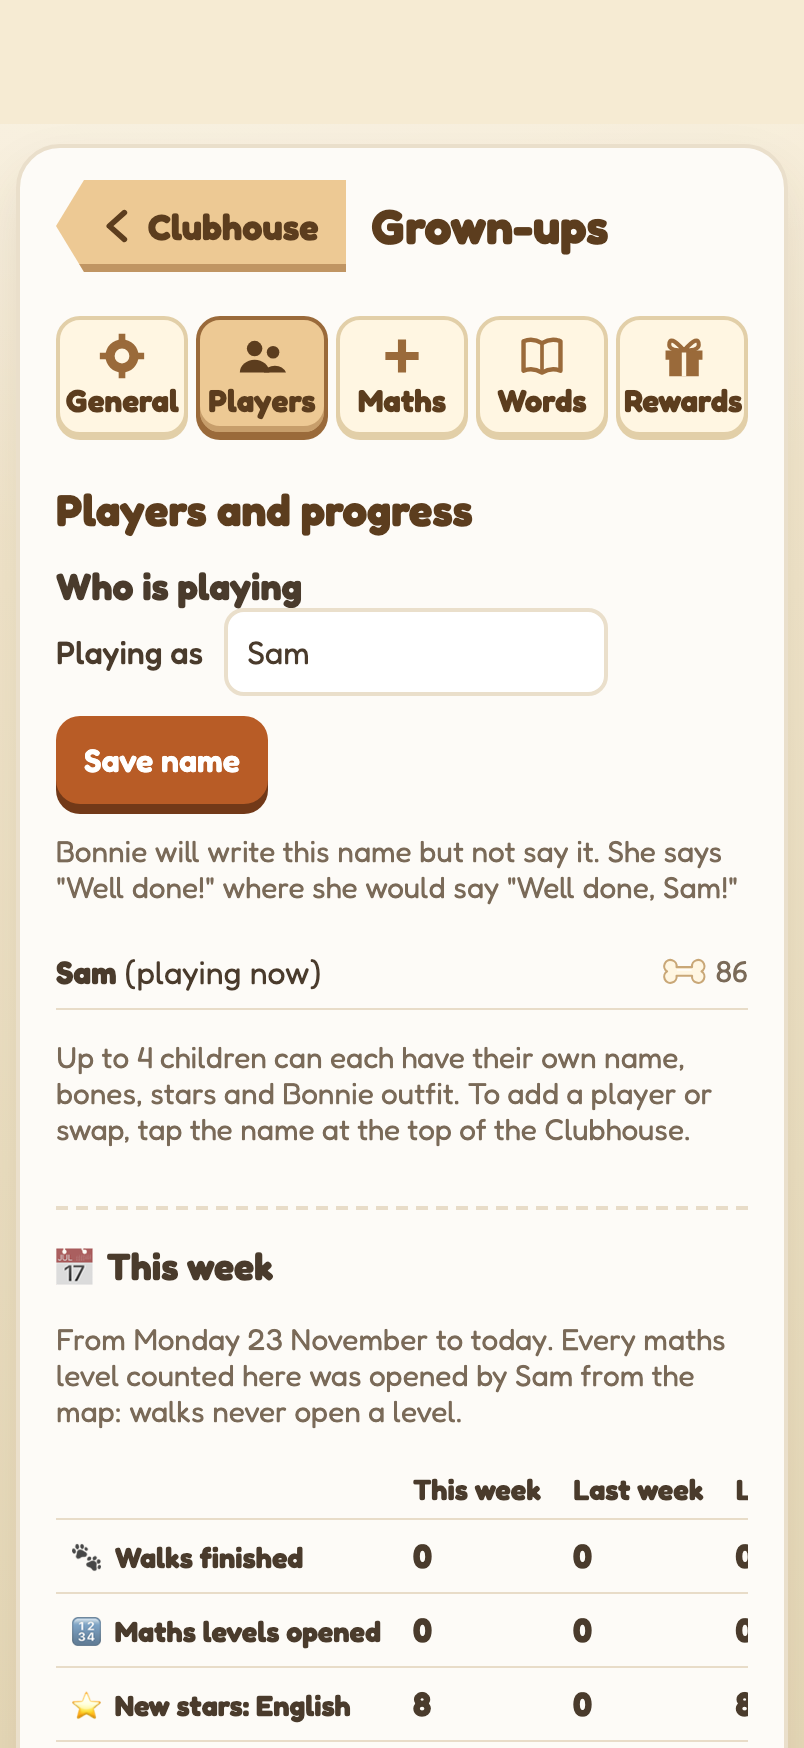 Clubhouse
Grown-ups
General
Players
Maths
Words
Rewards
Players and progress
Who is playing
Playing as
Sam
Save name
Bonnie will write this name but not say it. She says
"Well done!" where she would say "Well done, Sam!"
Sam (playing now)
86
Up to 4 children can each have their own name,
bones, stars and Bonnie outfit. To add a player or
swap, tap the name at the top of the Clubhouse.
JUL
17
This week
From Monday 23 November to today. Every maths
level counted here was opened by Sam from the
map: walks never open a level.
This week Last week L
Walks finished 0 0
1234 Maths levels opened 0 0
New stars: English 8 0